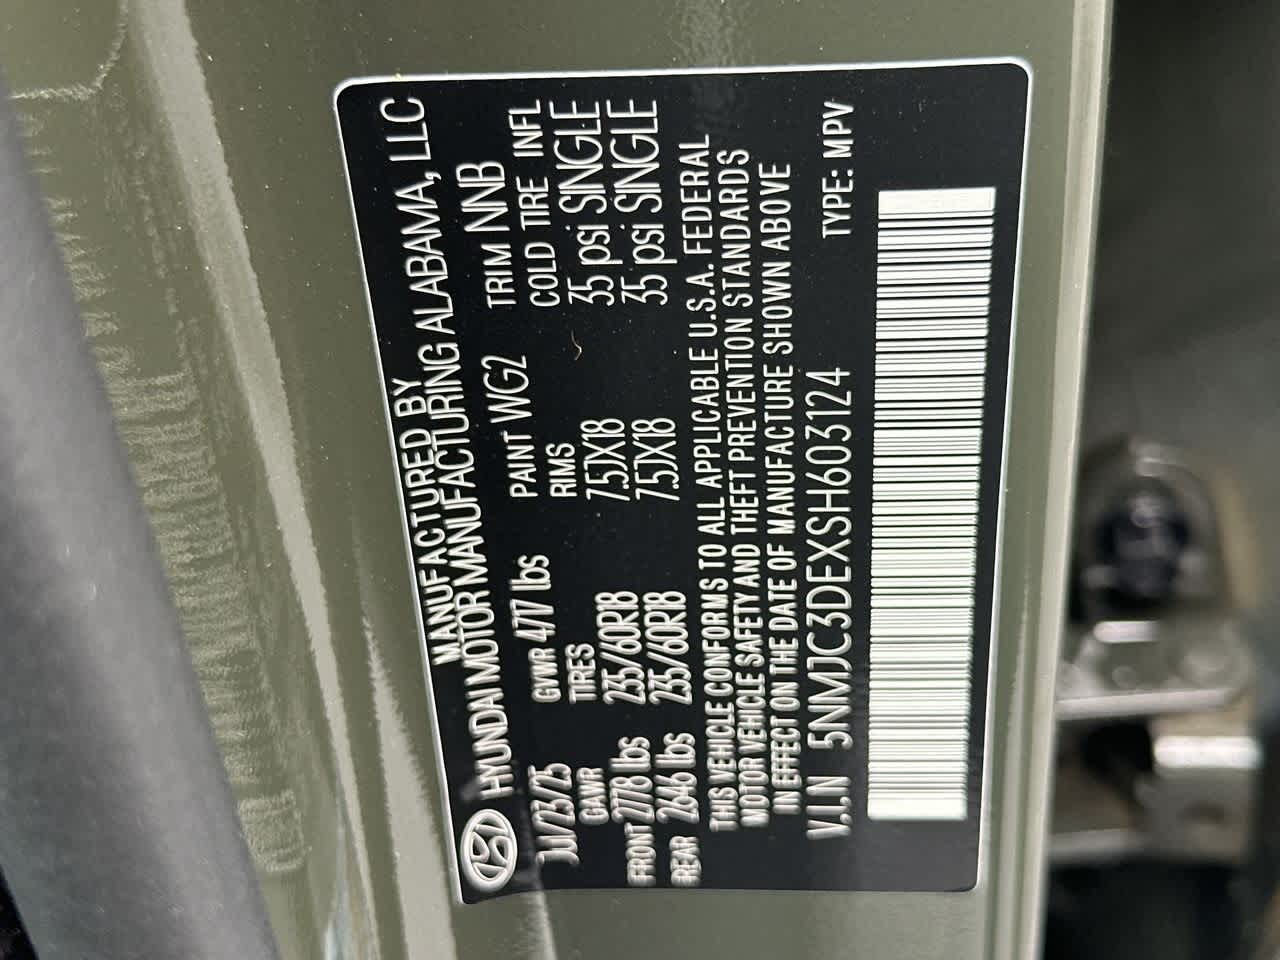 MANUFACTURED BY
HYUNDAI MOTOR MANUFACTURING ALABAMA, LLC
JUL/23/25 GVWR 4717 lbs PAINT WG2 TRIM NNB
GAWR TIRES RIMS COLD TIRE INFL
FRONT 2778 lbs 235/60R18 7.5JX18 35 psi SINGLE
REAR 2646 lbs 235/60R18 7.5JX18 35 psi SINGLE
THIS VEHICLE CONFORMS TO ALL APPLICABLE U.S.A. FEDERAL
MOTOR VEHICLE SAFETY AND THEFT PREVENTION STANDARDS
IN EFFECT ON THE DATE OF MANUFACTURE SHOWN ABOVE
V.I.N 5NMJC3DEXSH603124 TYPE: MPV